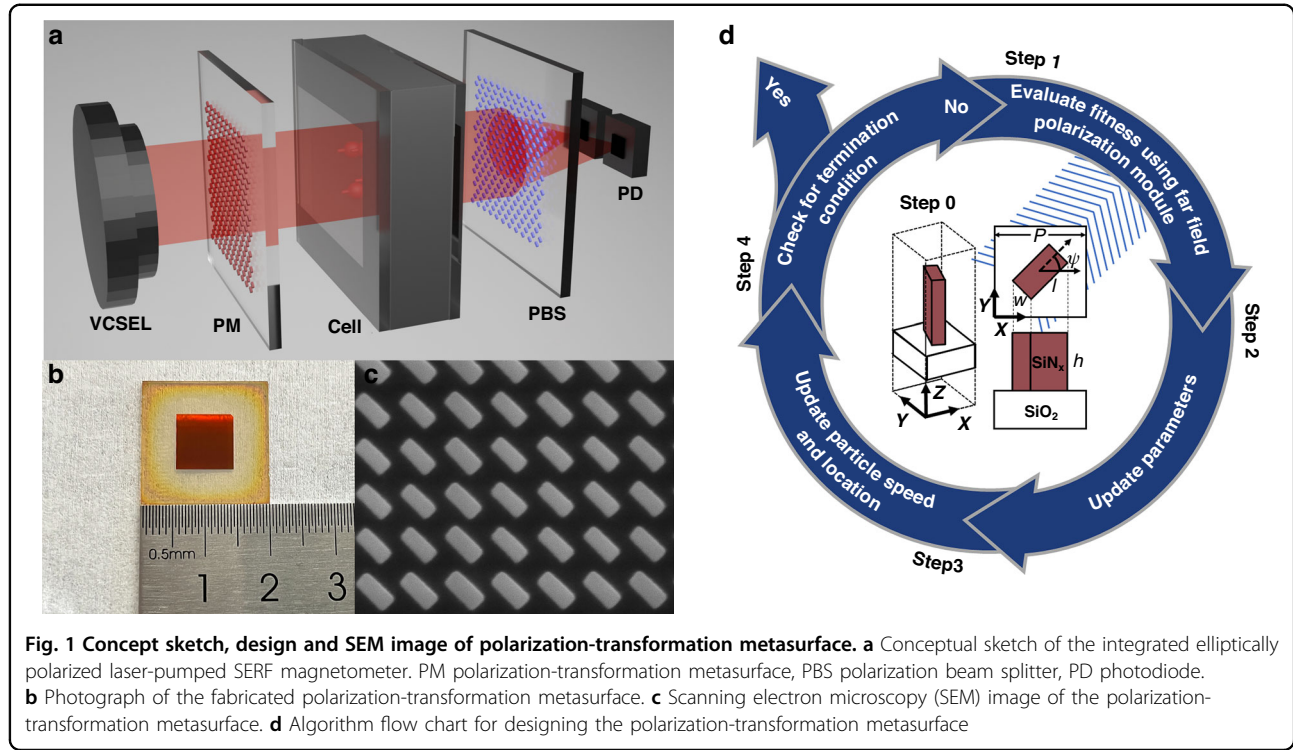 a
VCSEL
PM
Cell
PBS
PD
b
0.5mm
1 2 3
c
d
Step 1
Yes
No
Evaluate fitness using far field
polarization module
Check for termination
condition
Step 0
Step 4
Step 2
P
ψ
l
w
Y
X
SiNₓ
h
SiO₂
Z
Y
X
Update particle speed
and location
Update parameters
Step3
Fig. 1 Concept sketch, design and SEM image of polarization-transformation metasurface. a Conceptual sketch of the integrated elliptically
polarized laser-pumped SERF magnetometer. PM polarization-transformation metasurface, PBS polarization beam splitter, PD photodiode.
b Photograph of the fabricated polarization-transformation metasurface. c Scanning electron microscopy (SEM) image of the polarization-
transformation metasurface. d Algorithm flow chart for designing the polarization-transformation metasurface